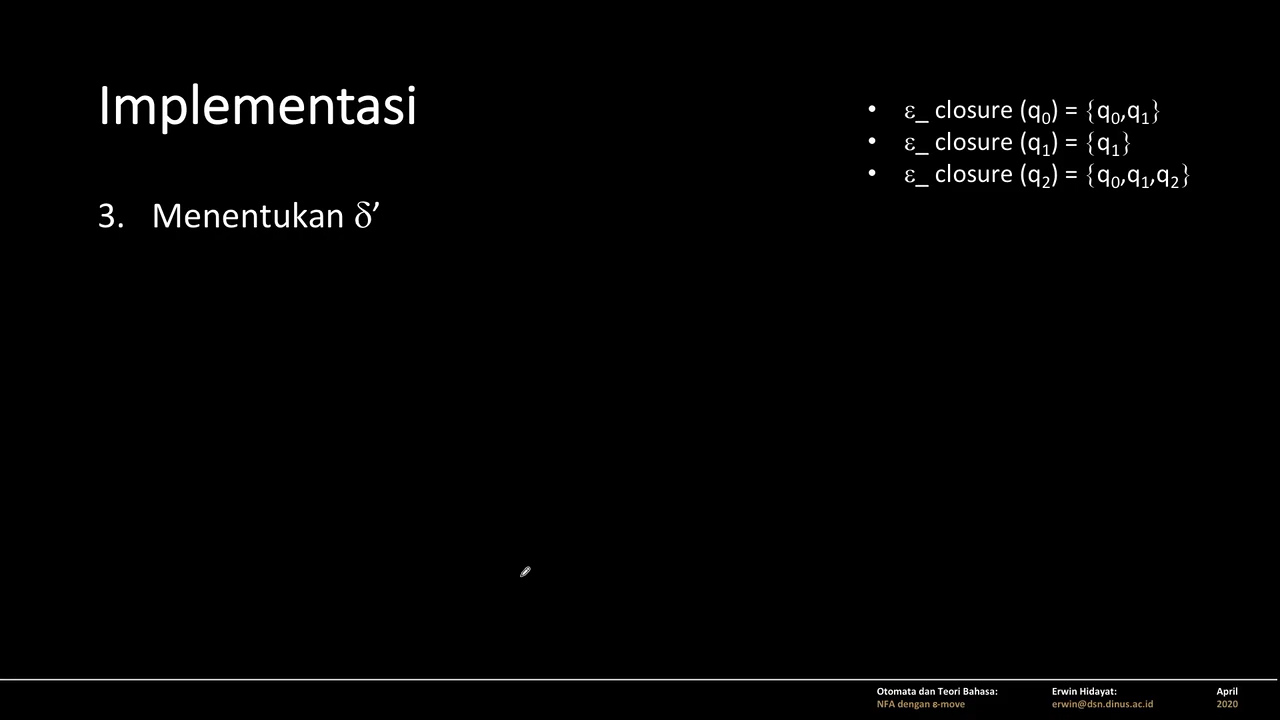 Implementasi
• ε_ closure (q₀) = {q₀,q₁}
• ε_ closure (q₁) = {q₁}
• ε_ closure (q₂) = {q₀,q₁,q₂}
3. Menentukan δ’
Otomata dan Teori Bahasa:
NFA dengan ε-move
Erwin Hidayat:
erwin@dsn.dinus.ac.id
April
2020